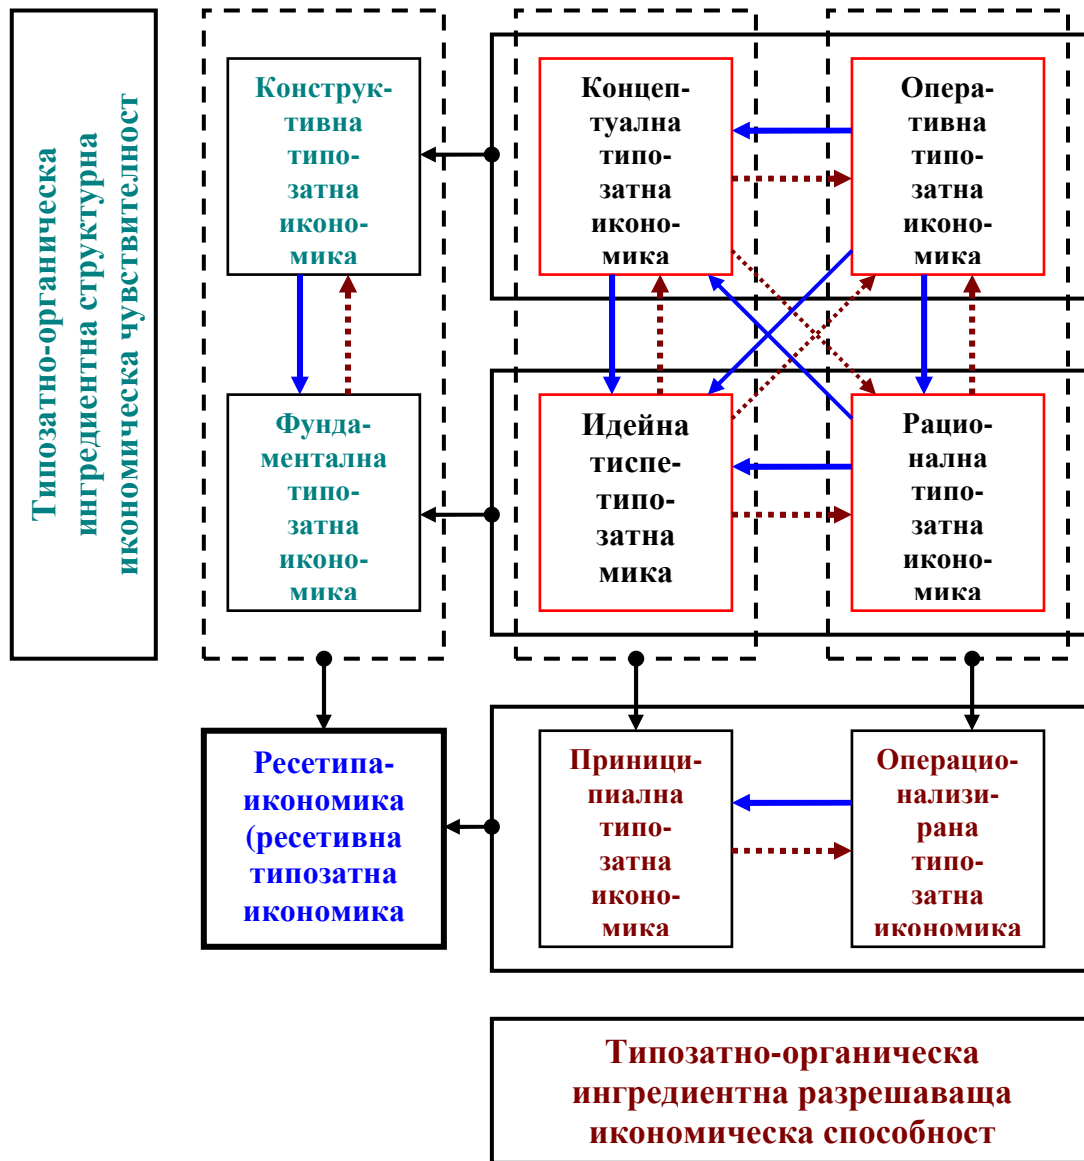 Типозатно-органическа
ингредиентна структурна
икономическа чувствителност
Конструк-
тивна
типо-
затна
иконо-
мика
Концеп-
туална
типо-
затна
иконо-
мика
Опера-
тивна
типо-
затна
иконо-
мика
Фунда-
ментална
типо-
затна
иконо-
мика
Идейна
тиспе-
типо-
затна
мика
Рацио-
нална
типо-
затна
иконо-
мика
Ресетипа-
икономика
(ресетивна
типозатна
икономика
Приници-
пиална
типо-
затна
иконо-
мика
Операцио-
нализи-
рана
типо-
затна
икономика
Типозатно-органическа
ингредиентна разрешаваща
икономическа способност